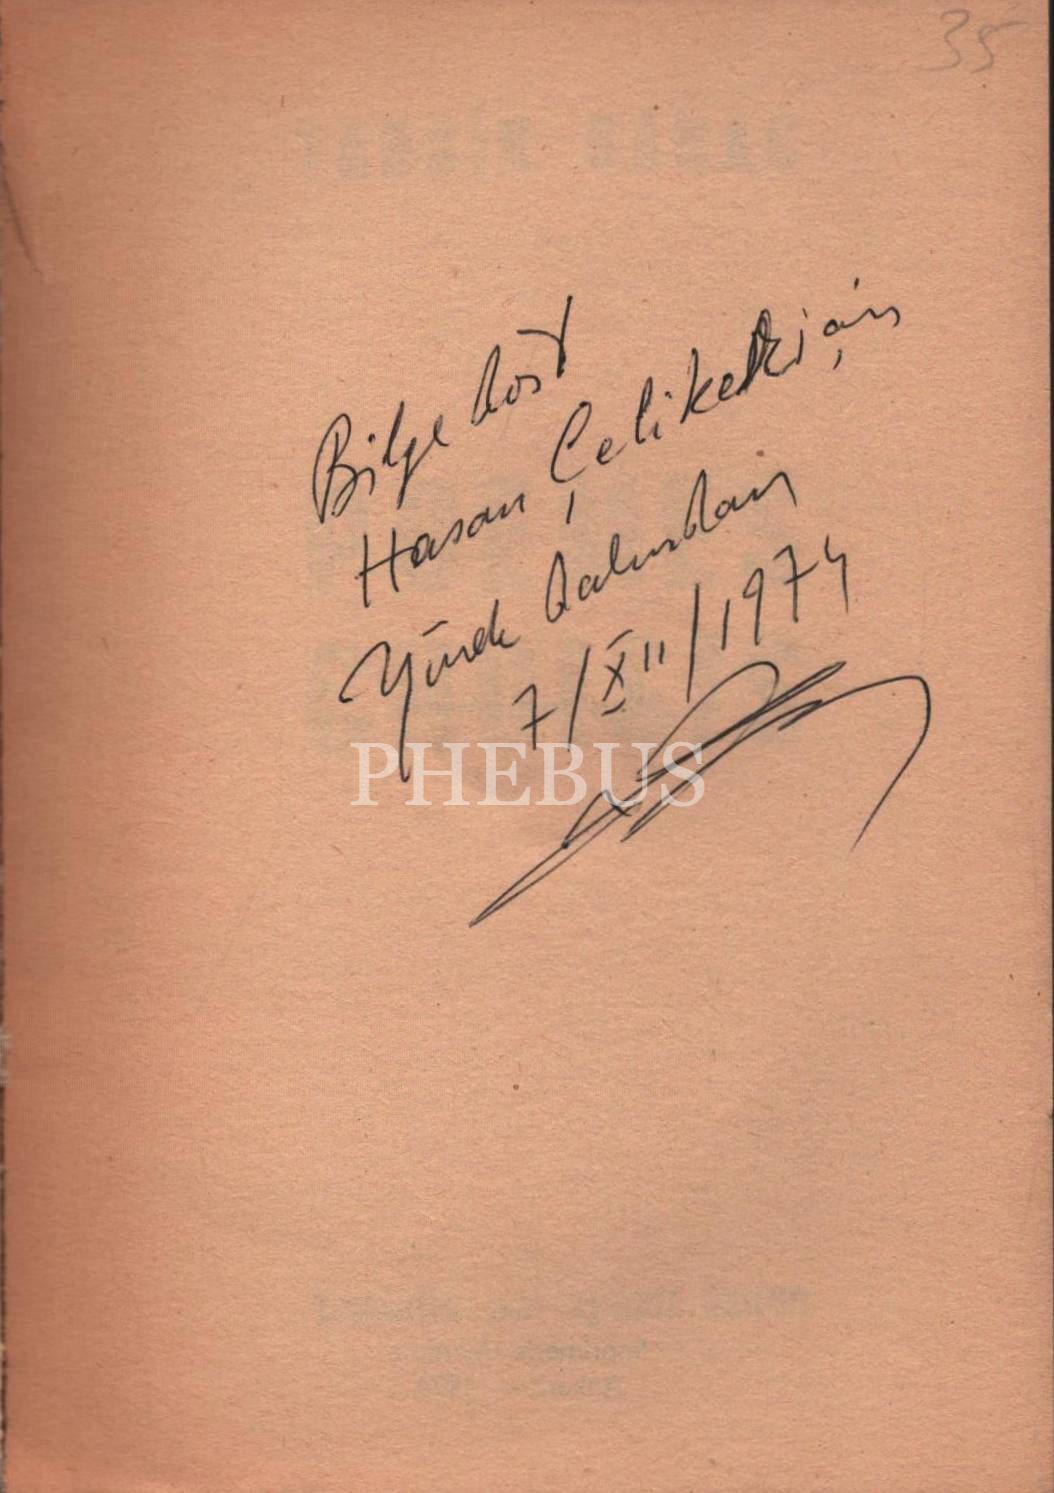 35
Bilge dost
Hasan Çelikel için
Yürek dalından
7/XII/1974
PHEBUS